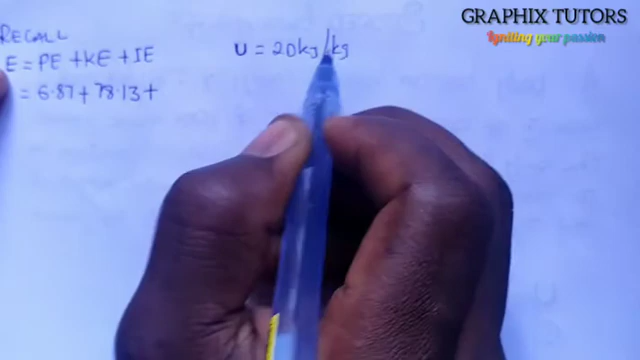 GRAPHIX TUTORS
Igniting your passion
RECALL
E = PE + KE + IE
= 6.87 + 78.13 +
U = 20kJ/kg